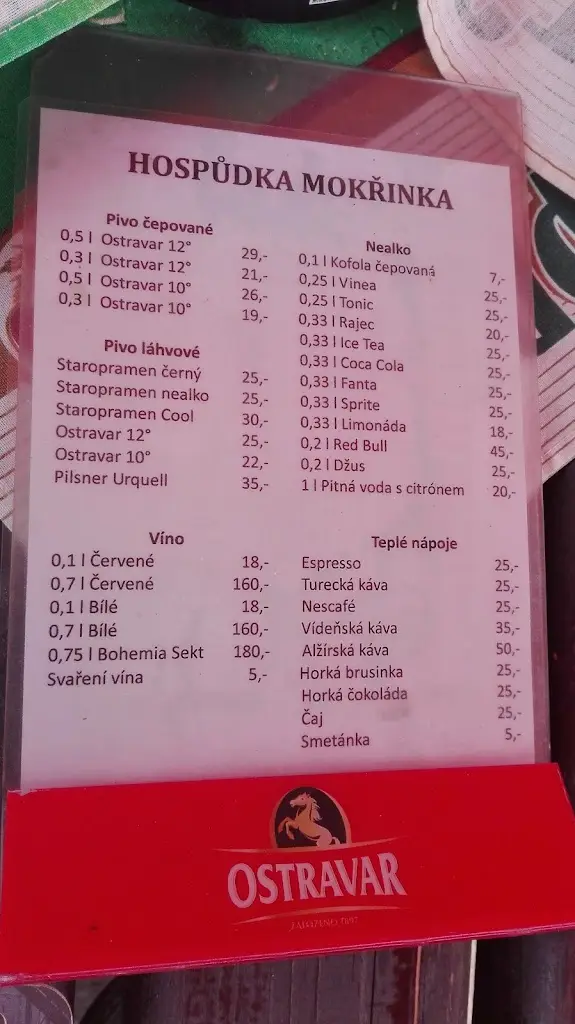 HOSPŮDKA MOKŘINKA
Pivo čepované
0,5 l Ostravar 12° 29,-
0,3 l Ostravar 12° 21,-
0,5 l Ostravar 10° 26,-
0,3 l Ostravar 10° 19,-
Pivo láhvové
Staropramen černý 25,-
Staropramen nealko 25,-
Staropramen Cool 30,-
Ostravar 12° 25,-
Ostravar 10° 22,-
Pilsner Urquell 35,-
Víno
0,1 l Červené 18,-
0,7 l Červené 160,-
0,1 l Bílé 18,-
0,7 l Bílé 160,-
0,75 l Bohemia Sekt 180,-
Svaření vína 5,-
Nealko
0,1 l Kofola čepovaná 7,-
0,25 l Vinea 25,-
0,25 l Tonic 25,-
0,33 l Rajec 20,-
0,33 l Ice Tea 25,-
0,33 l Coca Cola 25,-
0,33 l Fanta 25,-
0,33 l Sprite 25,-
0,33 l Limonáda 18,-
0,2 l Red Bull 45,-
0,2 l Džus 25,-
1 l Pitná voda s citrónem 20,-
Teplé nápoje
Espresso 25,-
Turecká káva 25,-
Nescafé 25,-
Vídeňská káva 35,-
Alžírská káva 50,-
Horká brusinka 25,-
Horká čokoláda 25,-
Čaj 25,-
Smetánka 5,-
OSTRAVAR
ZALOŽENO 1897